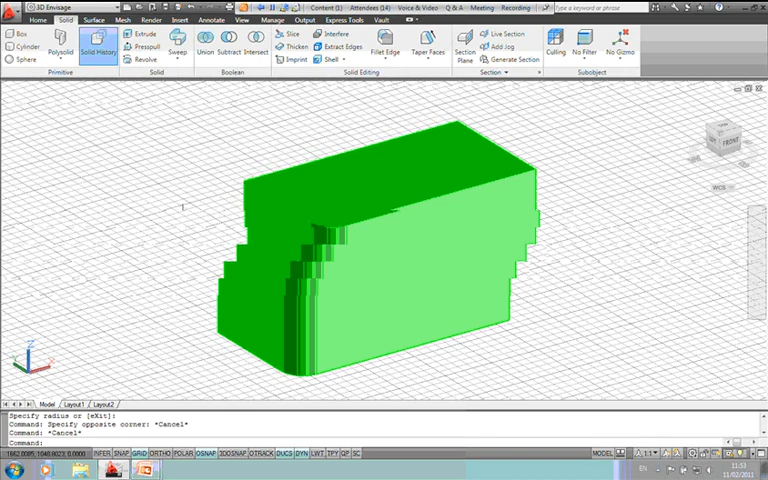 3D Envisage
Content (1) Attendees (14) Voice & Video Q & A Meeting Recording
Home Solid Surface Mesh Render Insert Annotate View Manage Output Express Tools Vault
Box
Cylinder
Sphere
Polysolid
Solid History
Extrude
Presspull
Revolve
Sweep
Union Subtract Intersect
Slice
Thicken
Imprint
Interfere
Extract Edges
Shell
Fillet Edge
Taper Faces
Section Plane
Live Section
Add Jog
Generate Section
Culling No Filter No Gizmo
Primitive Solid Boolean Solid Editing Section Subobject
FRONT
WCS
Z
X
Model Layout1 Layout2
Specify radius or [eXit]:
Command: Specify opposite corner: *Cancel*
Command: *Cancel*
Command:
INFER SNAP GRID ORTHO POLAR OSNAP 3DOSNAP OTRACK DUCS DYN LWT TPY QP SC
MODEL
1:1
EN
11:53
11/02/2011